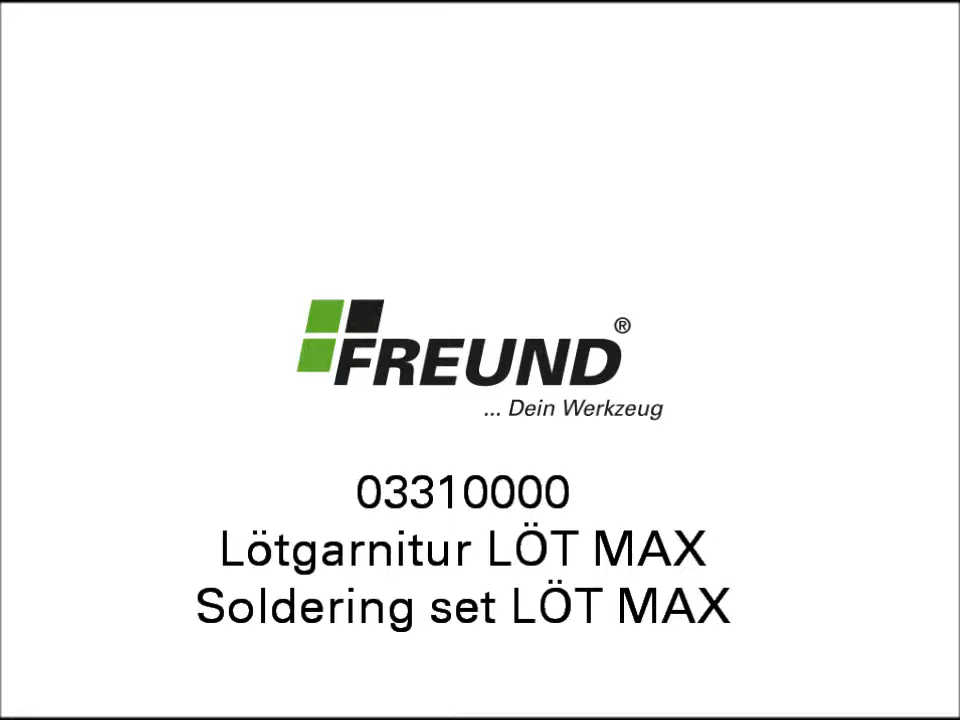 FREUND®
... Dein Werkzeug
03310000
Lötgarnitur LÖT MAX
Soldering set LÖT MAX